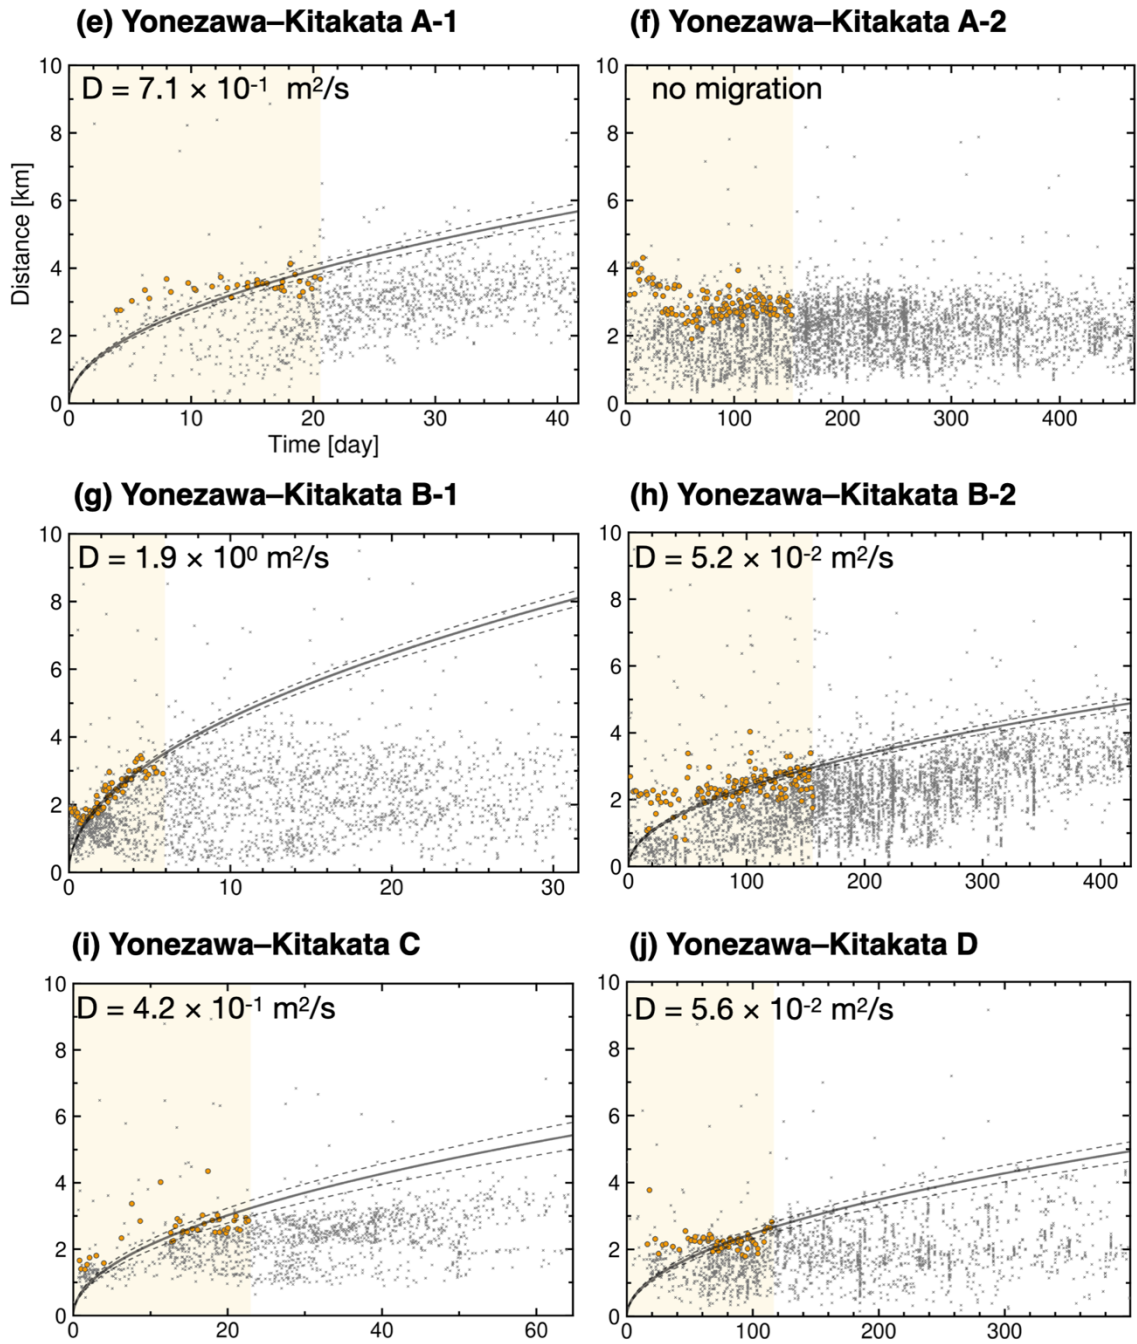 (e) Yonezawa–Kitakata A-1
D = 7.1 × 10⁻¹ m²/s
10
8
6
4
2
0
Distance [km]
0 10 20 30 40
Time [day]
(f) Yonezawa–Kitakata A-2
no migration
10
8
6
4
2
0
0 100 200 300 400
(g) Yonezawa–Kitakata B-1
D = 1.9 × 10⁰ m²/s
10
8
6
4
2
0
0 10 20 30
(h) Yonezawa–Kitakata B-2
D = 5.2 × 10⁻² m²/s
10
8
6
4
2
0
0 100 200 300 400
(i) Yonezawa–Kitakata C
D = 4.2 × 10⁻¹ m²/s
10
8
6
4
2
0
0 20 40 60
(j) Yonezawa–Kitakata D
D = 5.6 × 10⁻² m²/s
10
8
6
4
2
0
0 100 200 300